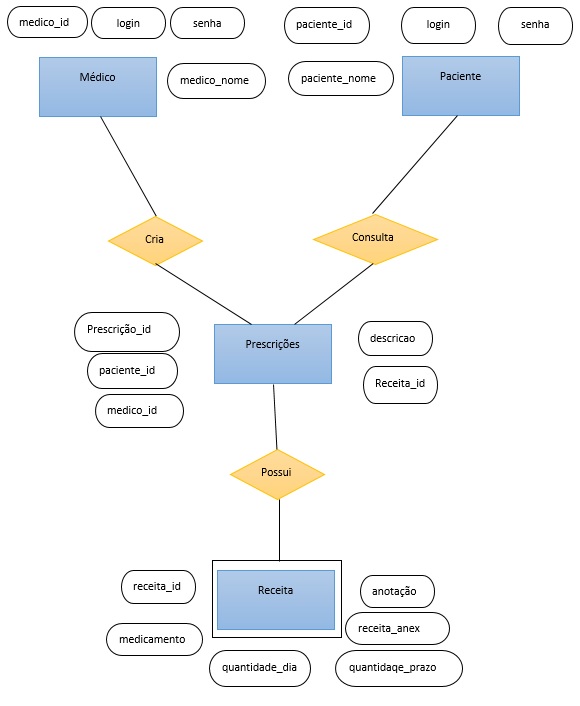 medico_id
login
senha
paciente_id
login
senha
Médico
medico_nome
paciente_nome
Paciente
Cria
Consulta
Prescrição_id
Prescrições
descricao
paciente_id
Receita_id
medico_id
Possui
receita_id
Receita
anotação
medicamento
receita_anex
quantidade_dia
quantidaqe_prazo